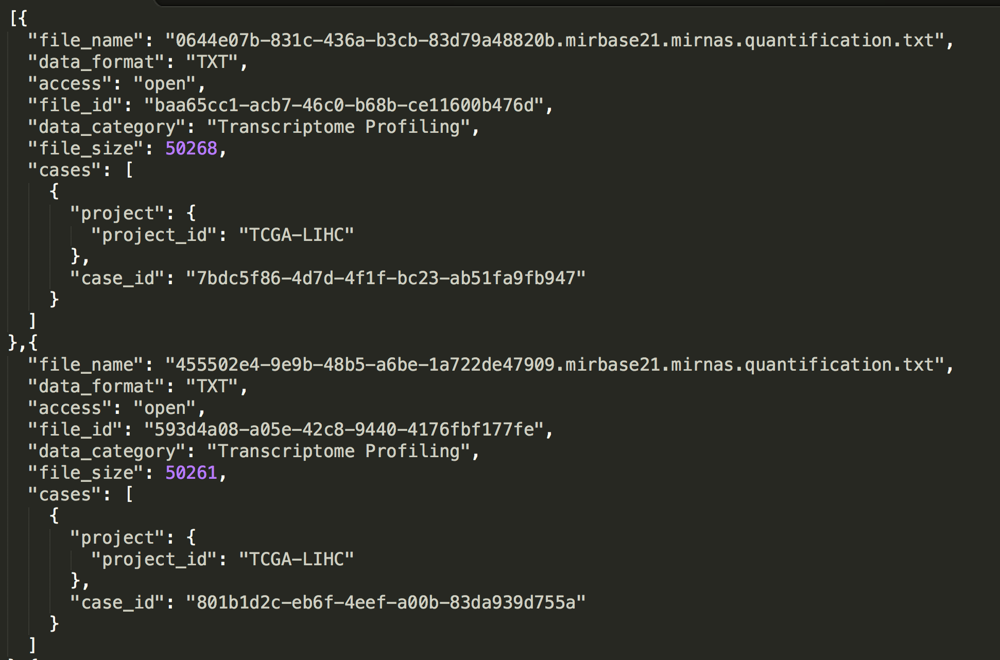 [{
"file_name": "0644e07b-831c-436a-b3cb-83d79a48820b.mirbase21.mirnas.quantification.txt",
"data_format": "TXT",
"access": "open",
"file_id": "baa65cc1-acb7-46c0-b68b-ce11600b476d",
"data_category": "Transcriptome Profiling",
"file_size": 50268,
"cases": [
{
"project": {
"project_id": "TCGA-LIHC"
},
"case_id": "7bdc5f86-4d7d-4f1f-bc23-ab51fa9fb947"
}
]
},{
"file_name": "455502e4-9e9b-48b5-a6be-1a722de47909.mirbase21.mirnas.quantification.txt",
"data_format": "TXT",
"access": "open",
"file_id": "593d4a08-a05e-42c8-9440-4176fbf177fe",
"data_category": "Transcriptome Profiling",
"file_size": 50261,
"cases": [
{
"project": {
"project_id": "TCGA-LIHC"
},
"case_id": "801b1d2c-eb6f-4eef-a00b-83da939d755a"
}
]